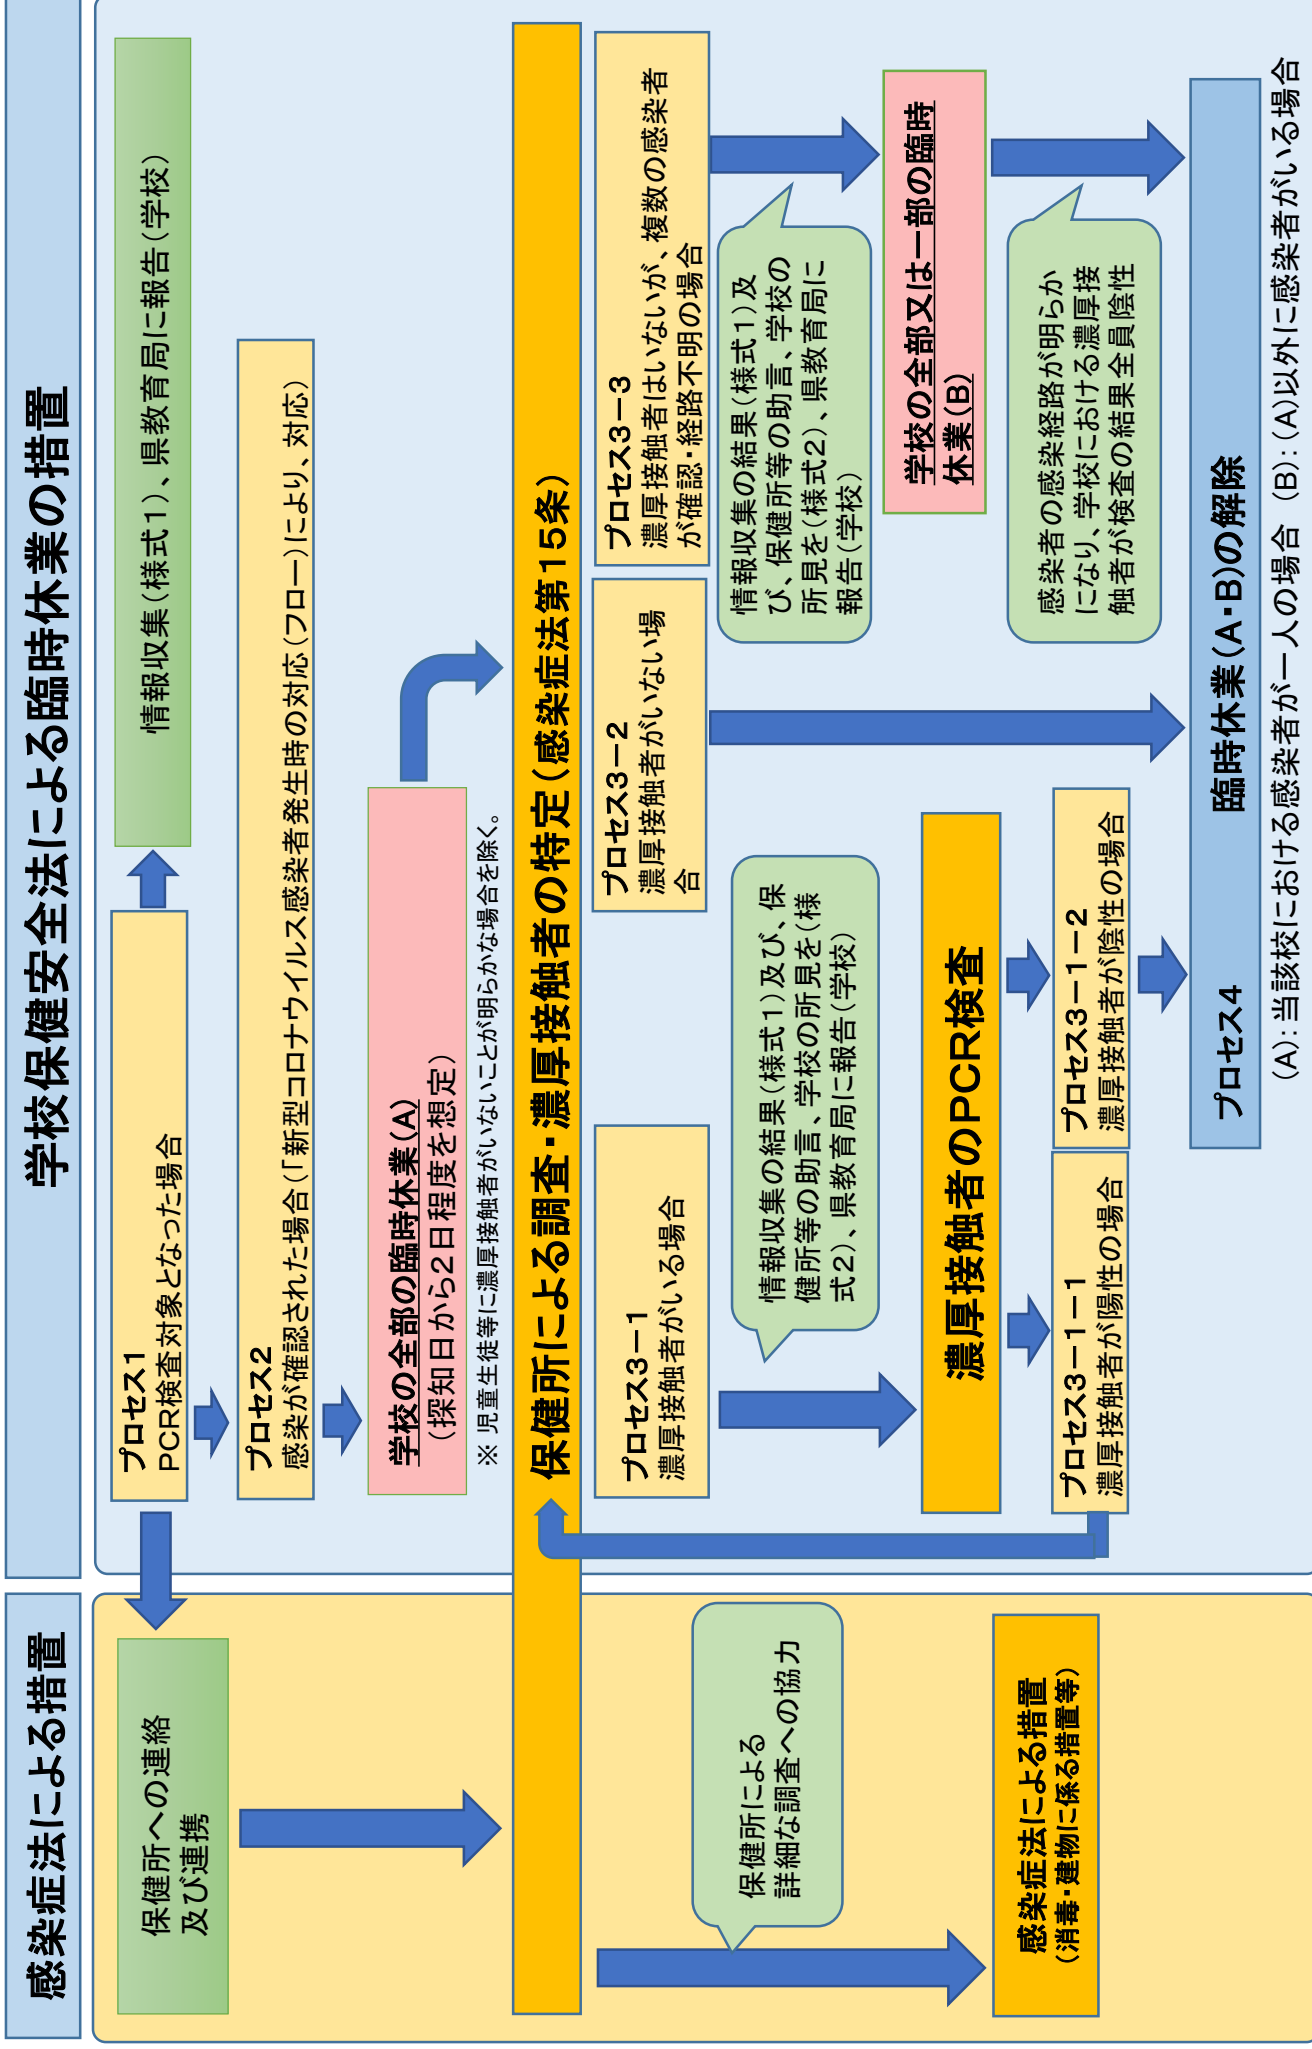 感染症法による措置
学校保健安全法による臨時休業の措置
保健所への連絡
及び連携
プロセス1
PCR検査対象となった場合
情報収集（様式1）、県教育局に報告（学校）
プロセス2
感染が確認された場合（「新型コロナウイルス感染者発生時の対応（フロー）により、対応）
学校の全部の臨時休業（A）
（探知日から2日程度を想定）
※ 児童生徒等に濃厚接触者がいないことが明らかな場合を除く。
保健所による調査・濃厚接触者の特定（感染症法第15条）
プロセス3－1
濃厚接触者がいる場合
プロセス3－2
濃厚接触者がいない場
合
プロセス3－3
濃厚接触者はいないが、複数の感染者
が確認・経路不明の場合
保健所による
詳細な調査への協力
情報収集の結果（様式1）及び、保
健所等の助言、学校の所見を（様
式2）、県教育局に報告（学校）
情報収集の結果（様式1）及
び、保健所等の助言、学校の
所見を（様式2）、県教育局に
報告（学校）
濃厚接触者のPCR検査
学校の全部又は一部の臨時
休業（B）
感染症法による措置
（消毒・建物に係る措置等）
プロセス3－1－1
濃厚接触者が陽性の場合
プロセス3－1－2
濃厚接触者が陰性の場合
感染者の感染経路が明らか
になり、学校における濃厚接
触者が検査の結果全員陰性
プロセス4 臨時休業（A・B）の解除
（A）：当該校における感染者が一人の場合 （B）：（A）以外に感染者がいる場合